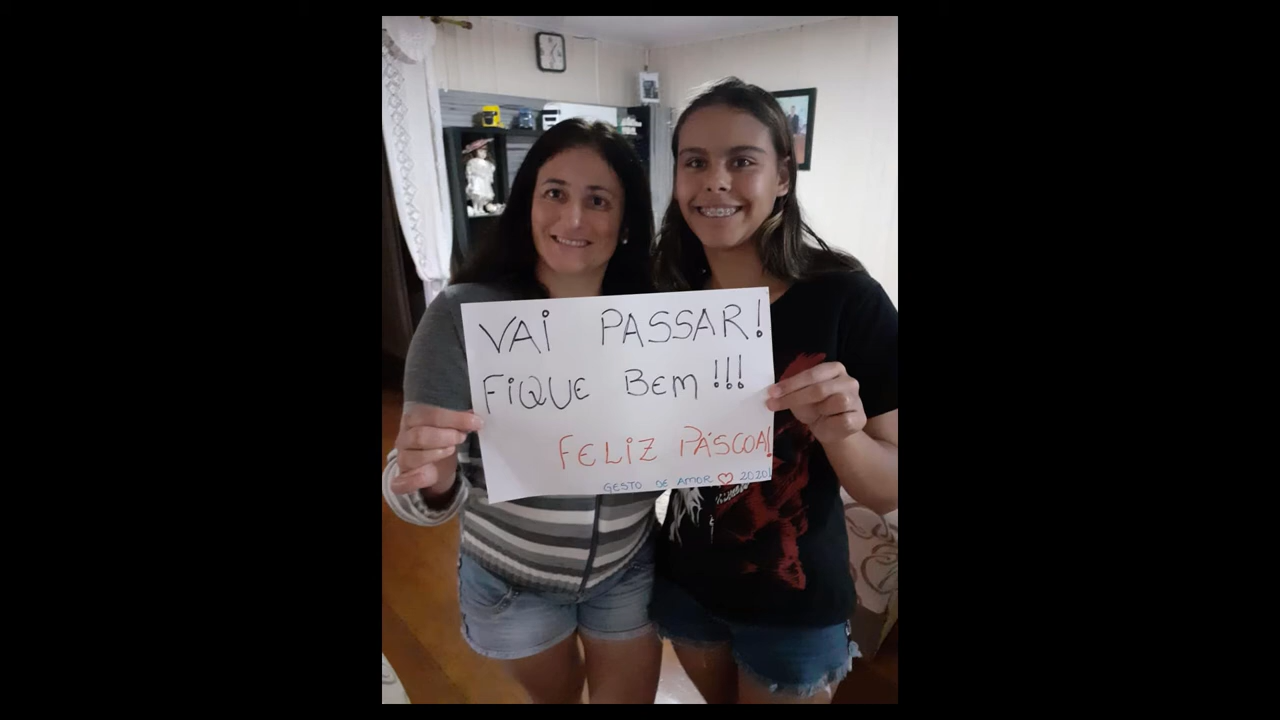 VAI PASSAR!
FIQUE BEM!!!
FELIZ PÁSCOA!
GESTO DE AMOR ♡ 2020!